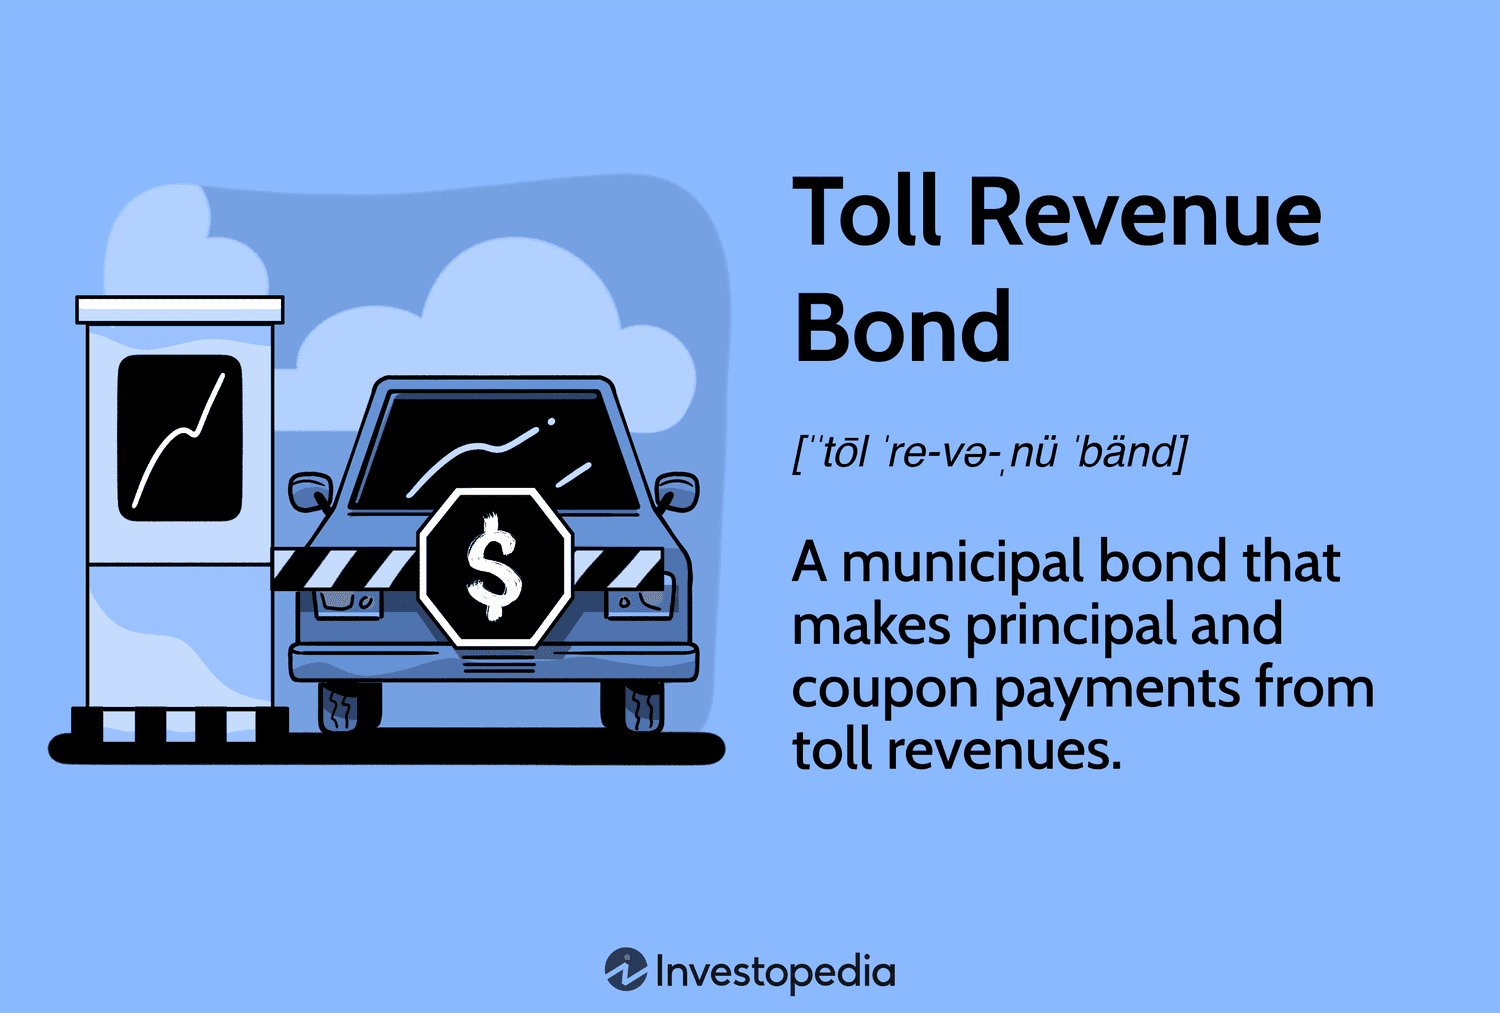 Toll Revenue
Bond
[ˈˈtōl ˈre-və-ˌnü ˈbänd]
A municipal bond that
makes principal and
coupon payments from
toll revenues.
$
Investopedia